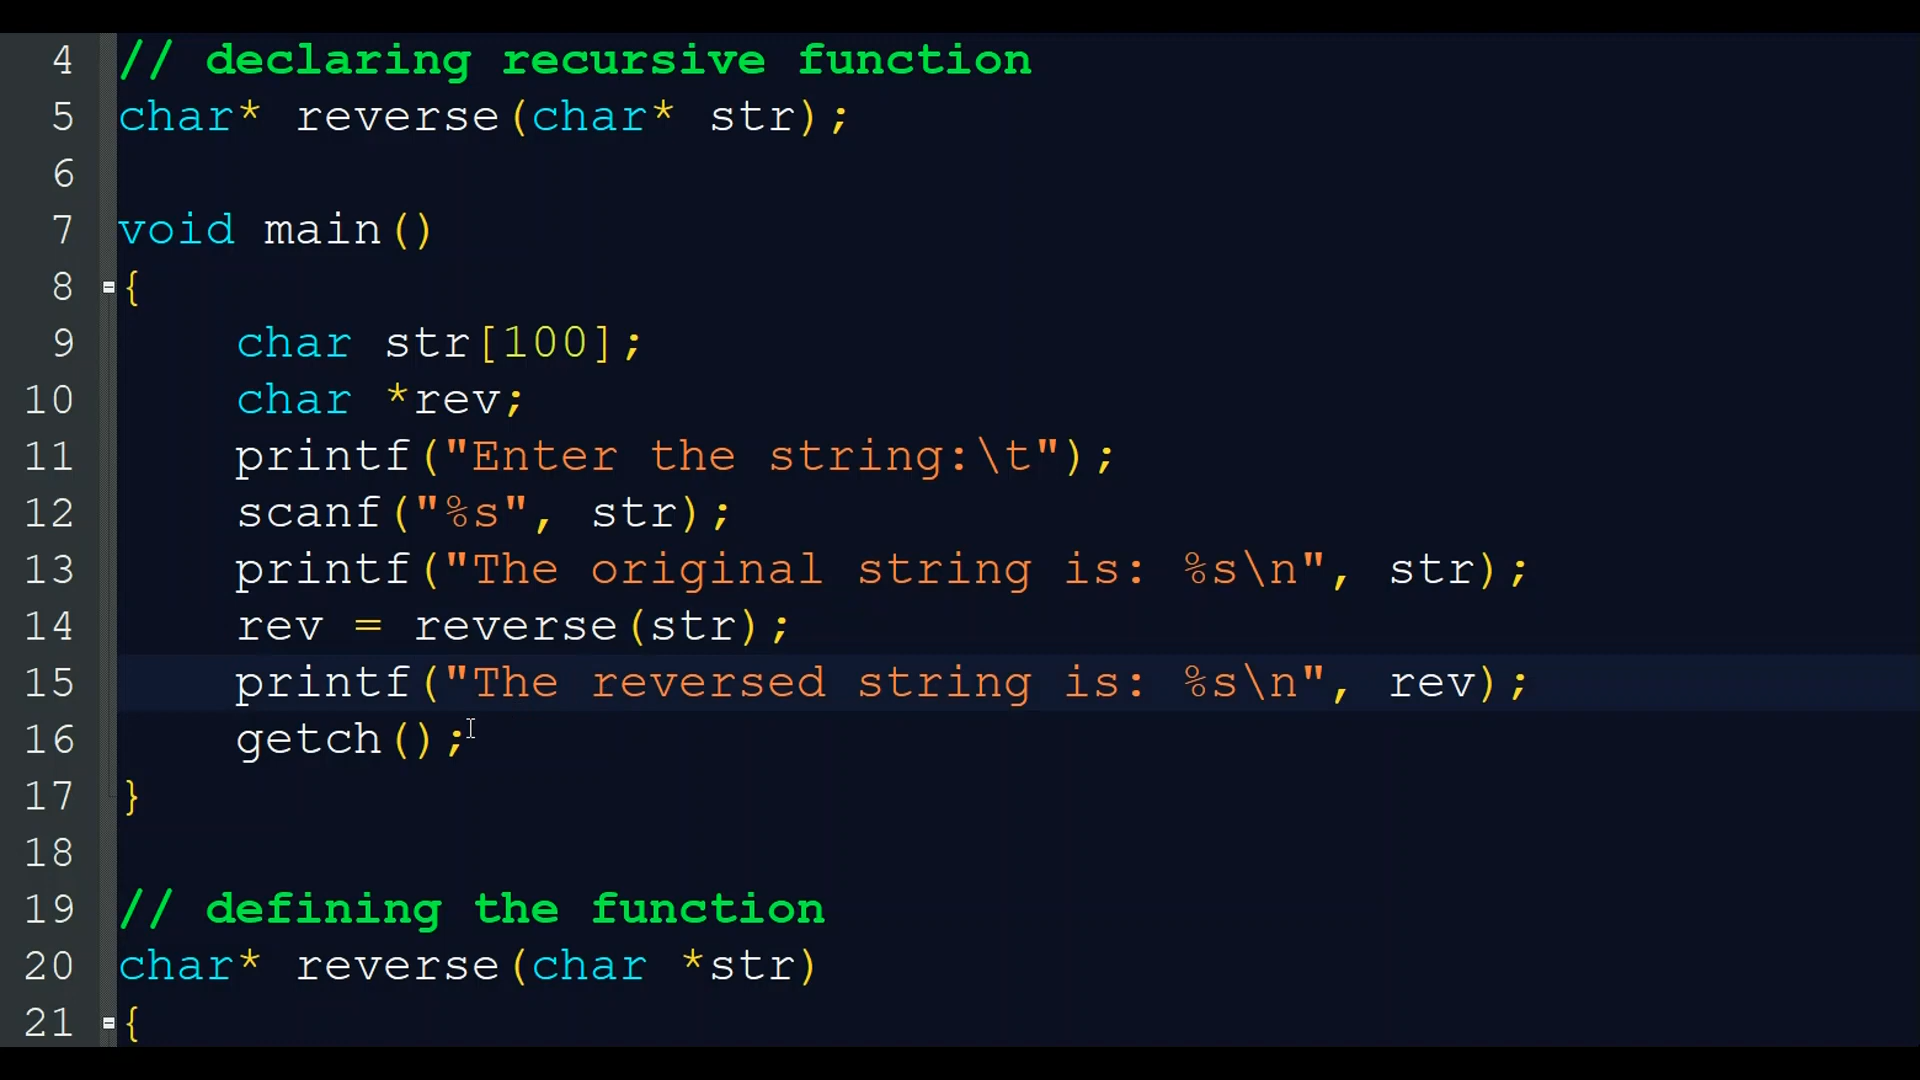 4 // declaring recursive function
5 char* reverse(char* str);
6
7 void main()
8 {
9     char str[100];
10     char *rev;
11     printf("Enter the string:\t");
12     scanf("%s", str);
13     printf("The original string is: %s\n", str);
14     rev = reverse(str);
15     printf("The reversed string is: %s\n", rev);
16     getch();
17 }
18
19 // defining the function
20 char* reverse(char *str)
21 {